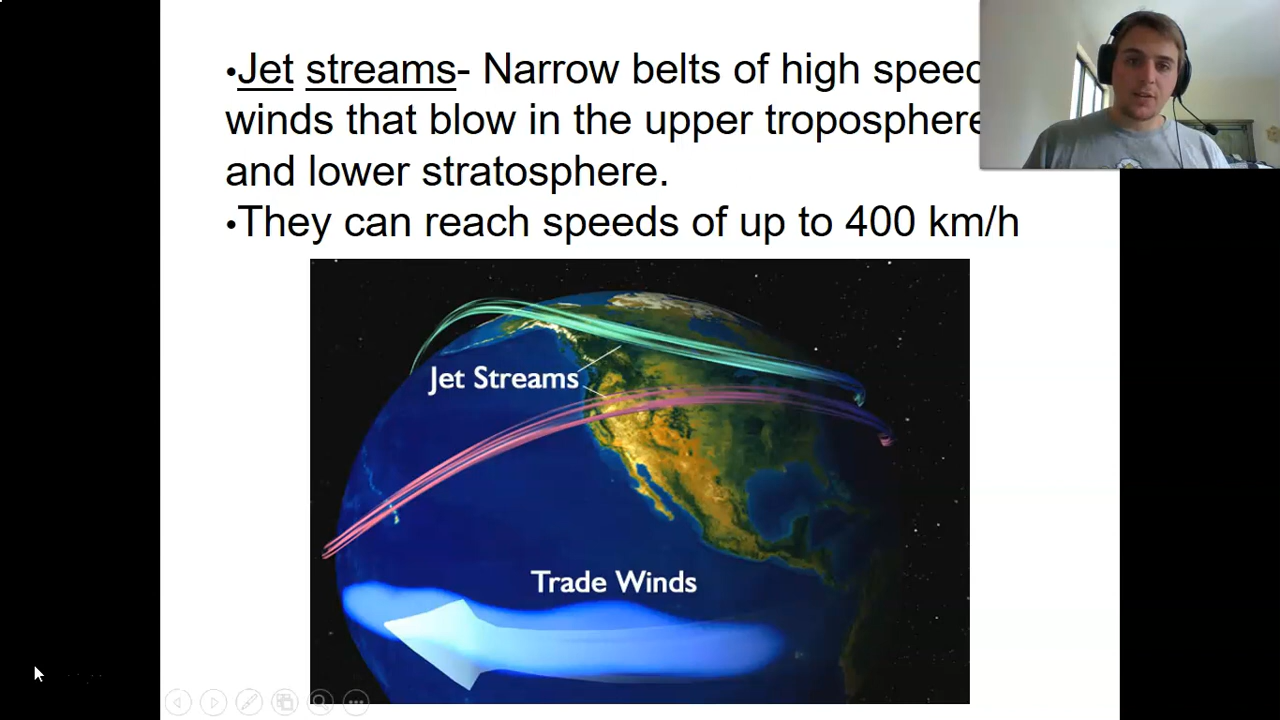 •Jet streams- Narrow belts of high speed
winds that blow in the upper troposphere
and lower stratosphere.
•They can reach speeds of up to 400 km/h
Jet Streams
Trade Winds